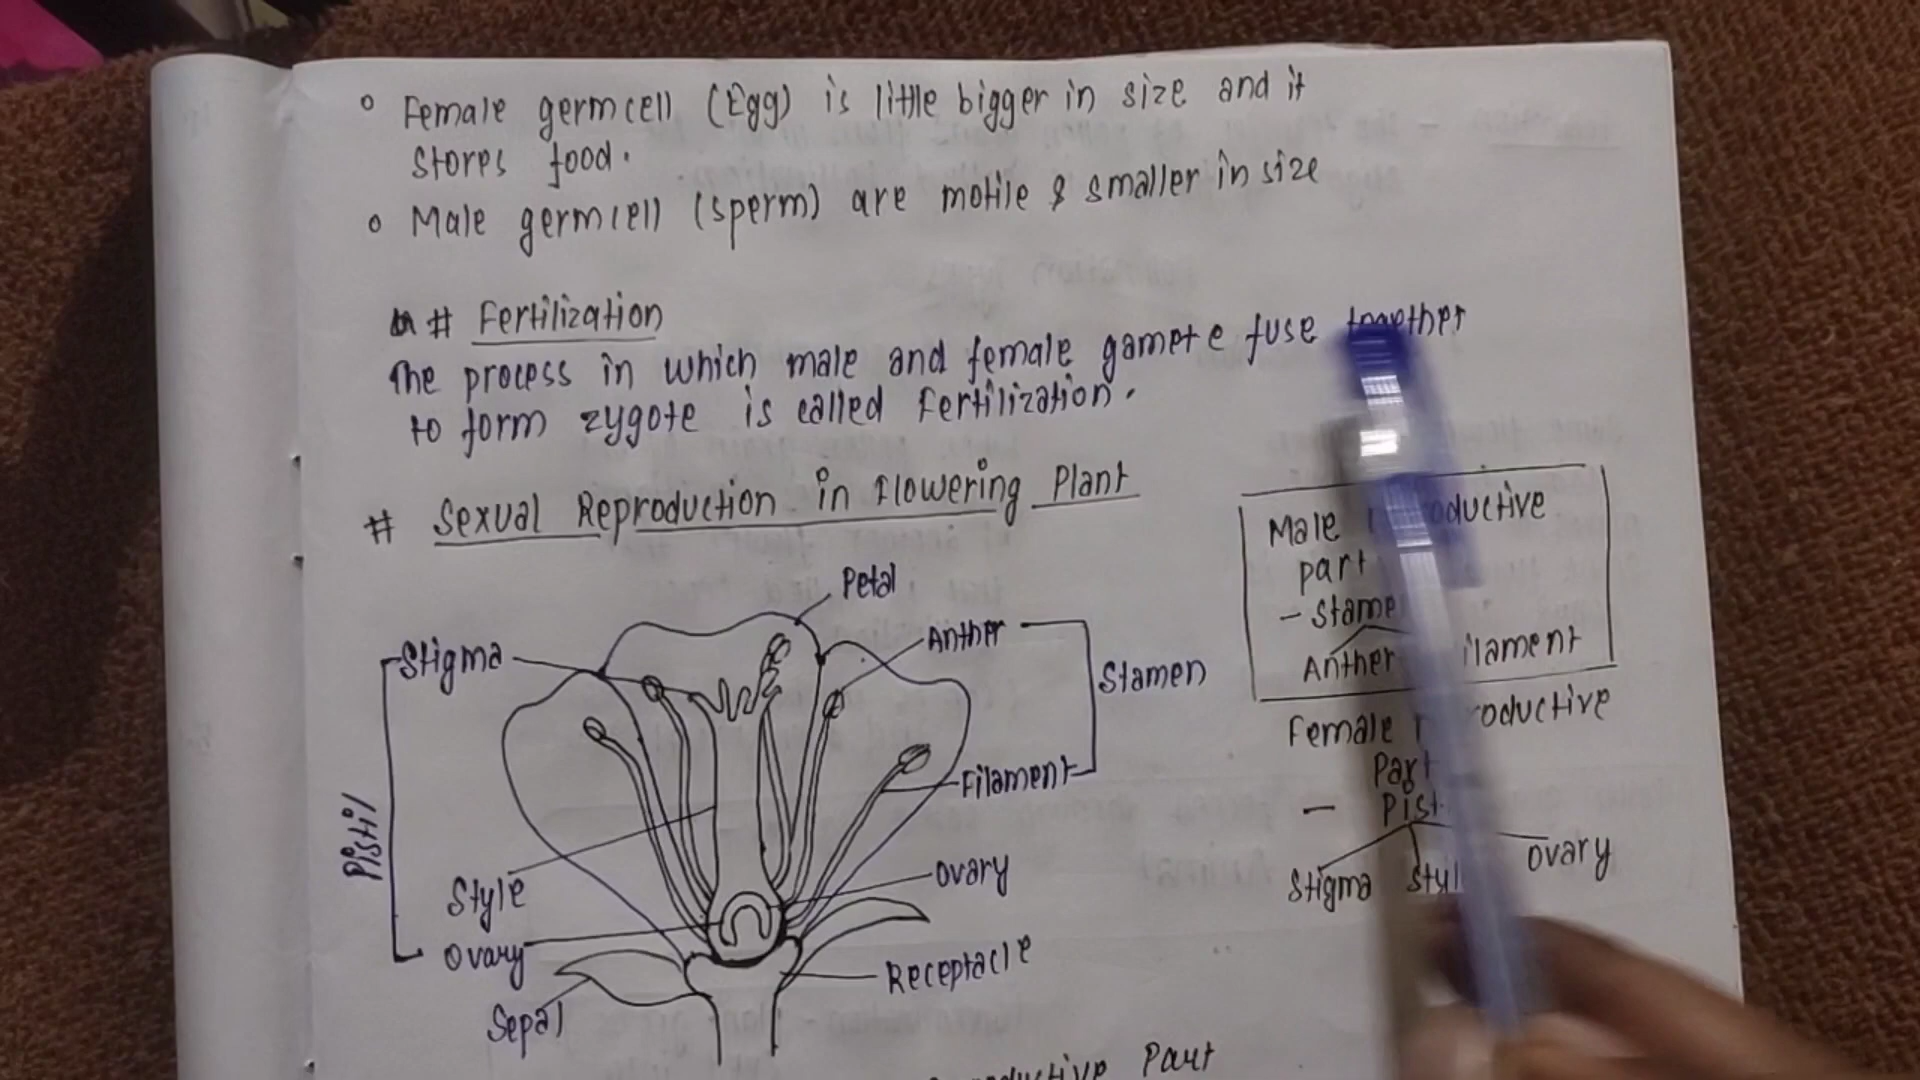 Female germcell (Egg) is little bigger in size and it
stores food.
Male germcell (sperm) are motile & smaller in size
# Fertilization
The process in which male and female gamete fuse together
to form zygote is called Fertilization.
# Sexual Reproduction in Flowering Plant
Petal
Stigma
Anther
Stamen
Filament
Pistil
Style
Ovary
Ovary
Receptacle
Sepal
Male
part
Anther
Female
Part
Stigma
Ovary
Part